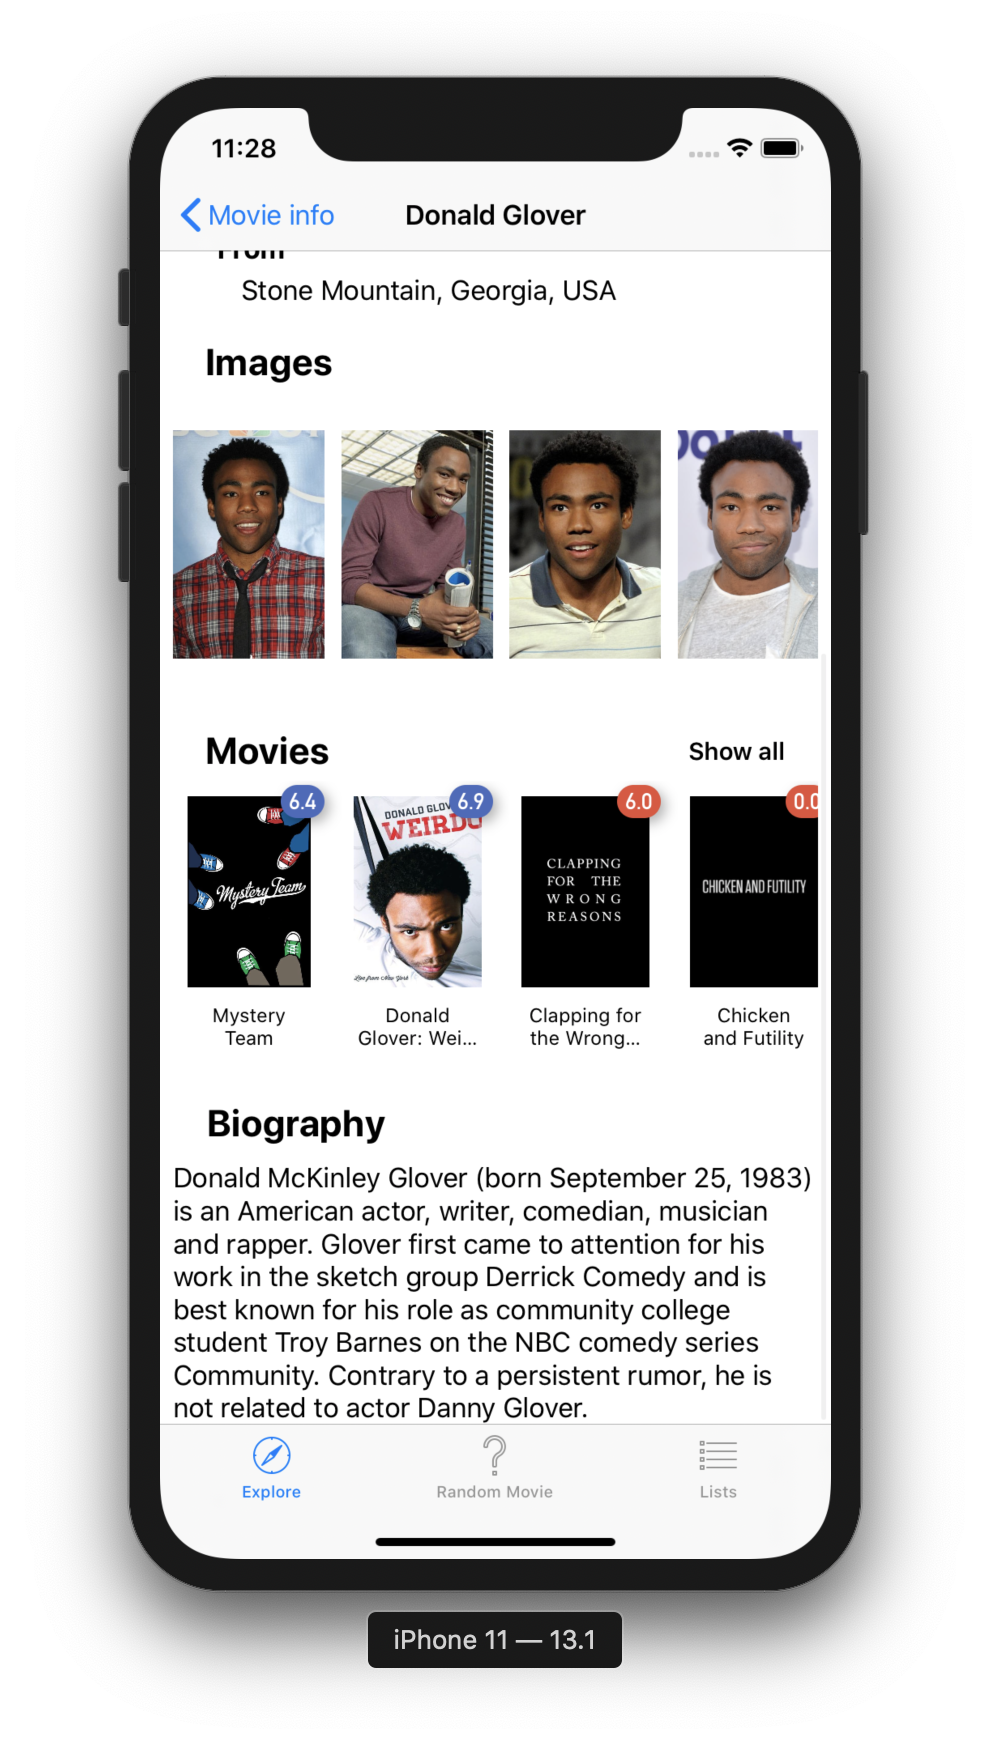 11:28
Movie info
Donald Glover
From
Stone Mountain, Georgia, USA
Images
Movies
Show all
6.4
6.9
6.0
0.0
Mystery Team
DONALD GLOV
WEIRDO
Live from New York
CLAPPING
FOR THE
WRONG
REASONS
CHICKEN AND FUTILITY
Mystery
Team
Donald
Glover: Wei...
Clapping for
the Wrong...
Chicken
and Futility
Biography
Donald McKinley Glover (born September 25, 1983)
is an American actor, writer, comedian, musician
and rapper. Glover first came to attention for his
work in the sketch group Derrick Comedy and is
best known for his role as community college
student Troy Barnes on the NBC comedy series
Community. Contrary to a persistent rumor, he is
not related to actor Danny Glover.
Explore
Random Movie
Lists
iPhone 11 — 13.1